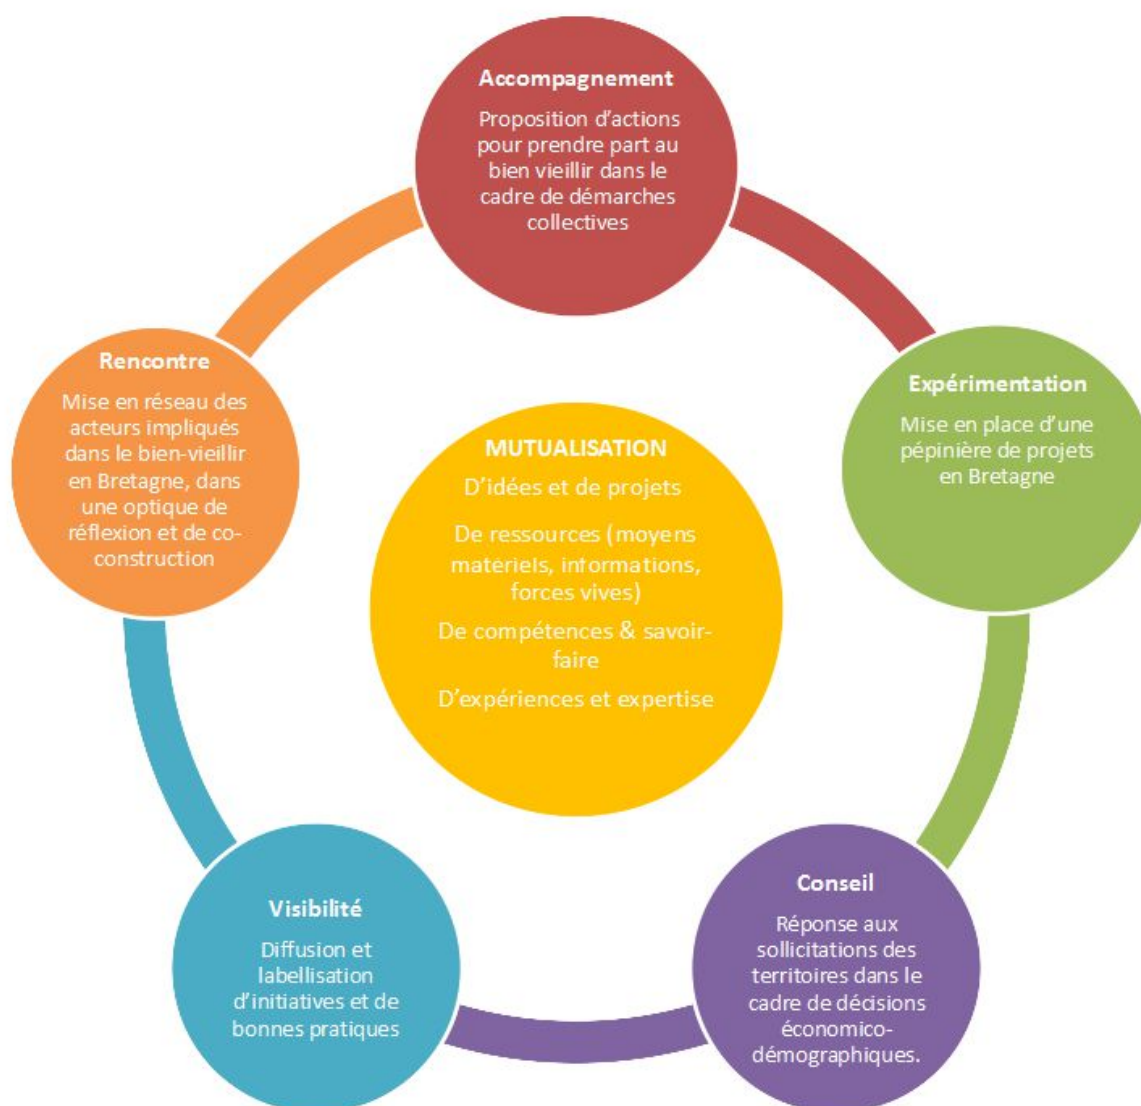 Accompagnement
Proposition d'actions
pour prendre part au
bien vieillir dans le
cadre de démarches
collectives
Expérimentation
Mise en place d'une
pépinière de projets
en Bretagne
Conseil
Réponse aux
sollicitations des
territoires dans le
cadre de décisions
économico-
démographiques.
Visibilité
Diffusion et
labellisation
d'initiatives et de
bonnes pratiques
Rencontre
Mise en réseau des
acteurs impliqués
dans le bien-vieillir
en Bretagne, dans
une optique de
réflexion et de co-
construction
MUTUALISATION
D'idées et de projets
De ressources (moyens
matériels, informations,
forces vives)
De compétences & savoir-
faire
D'expériences et expertise